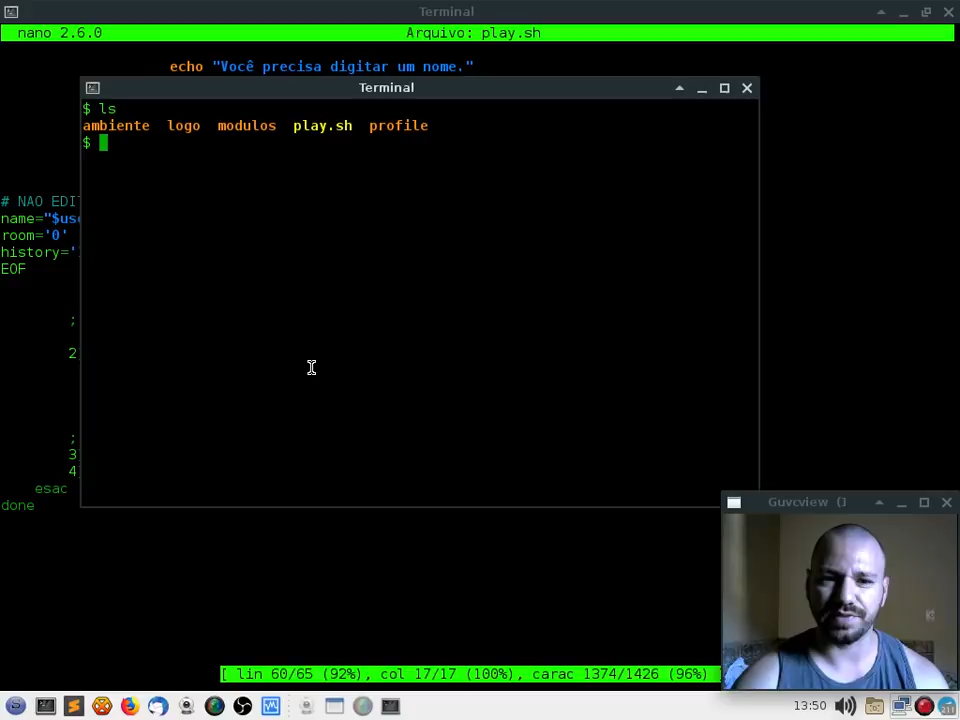 Terminal
nano 2.6.0 Arquivo: play.sh
echo "Você precisa digitar um nome."
Terminal
$ ls
ambiente logo modulos play.sh profile
$
# NAO EDI
name="$us
room='0'
history='
EOF
;
2
;
3
4
esac
done
Guvcview (]
[ lin 60/65 (92%), col 17/17 (100%), carac 1374/1426 (96%) ]
13:50
211